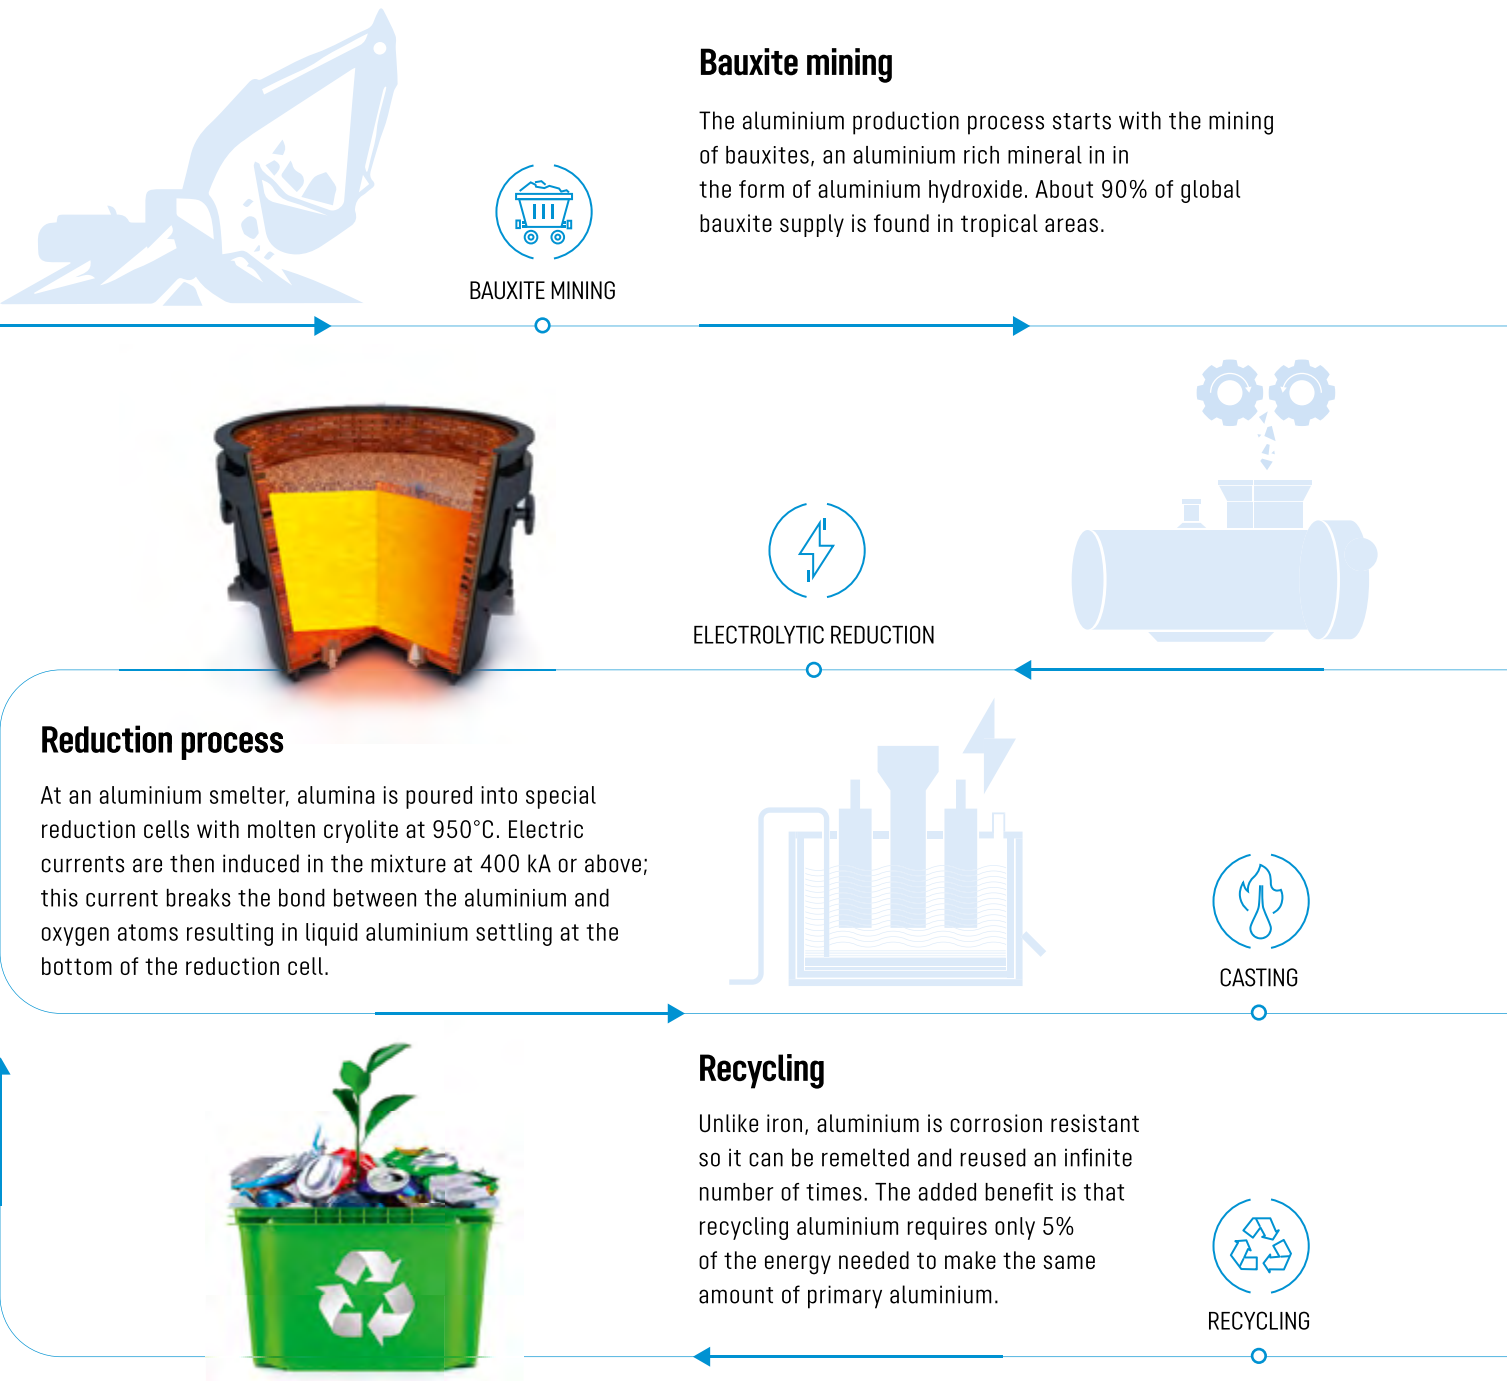 Bauxite mining
The aluminium production process starts with the mining
of bauxites, an aluminium rich mineral in in
the form of aluminium hydroxide. About 90% of global
bauxite supply is found in tropical areas.
BAUXITE MINING
ELECTROLYTIC REDUCTION
Reduction process
At an aluminium smelter, alumina is poured into special
reduction cells with molten cryolite at 950°C. Electric
currents are then induced in the mixture at 400 kA or above;
this current breaks the bond between the aluminium and
oxygen atoms resulting in liquid aluminium settling at the
bottom of the reduction cell.
CASTING
Recycling
Unlike iron, aluminium is corrosion resistant
so it can be remelted and reused an infinite
number of times. The added benefit is that
recycling aluminium requires only 5%
of the energy needed to make the same
amount of primary aluminium.
RECYCLING